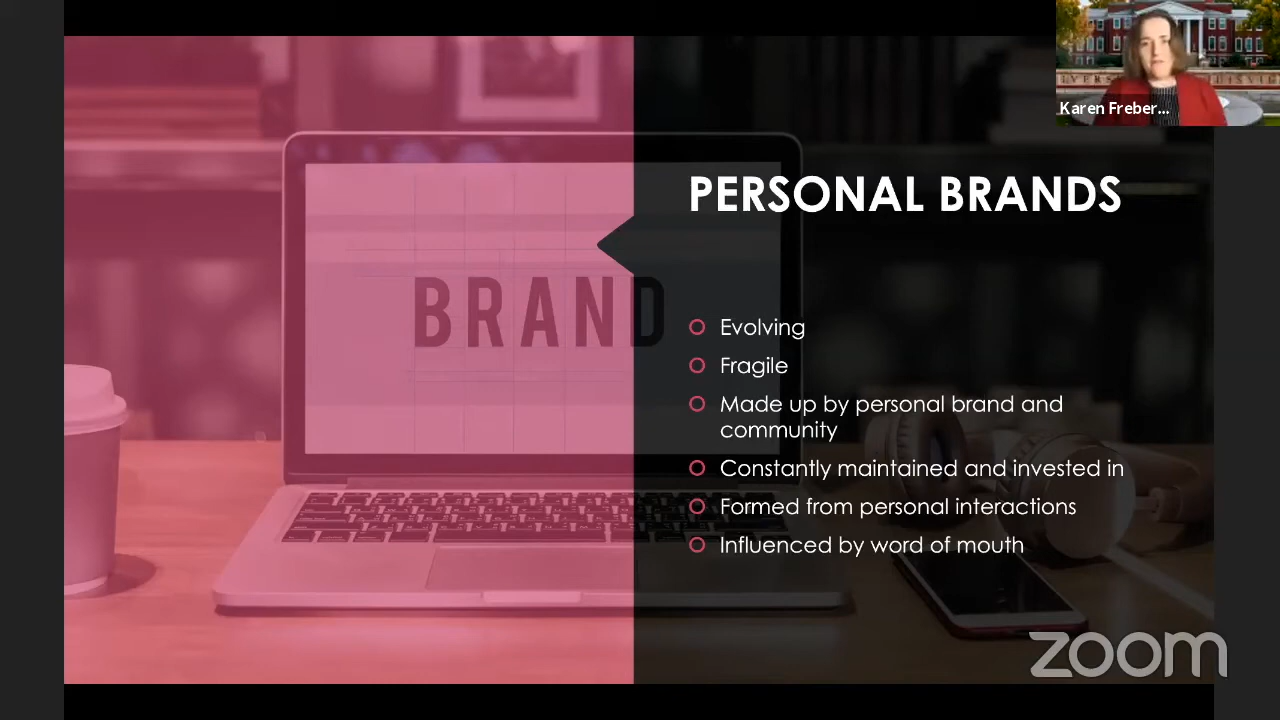 Karen Freber...
PERSONAL BRANDS
BRAND
Evolving
Fragile
Made up by personal brand and
community
Constantly maintained and invested in
Formed from personal interactions
Influenced by word of mouth
zoom